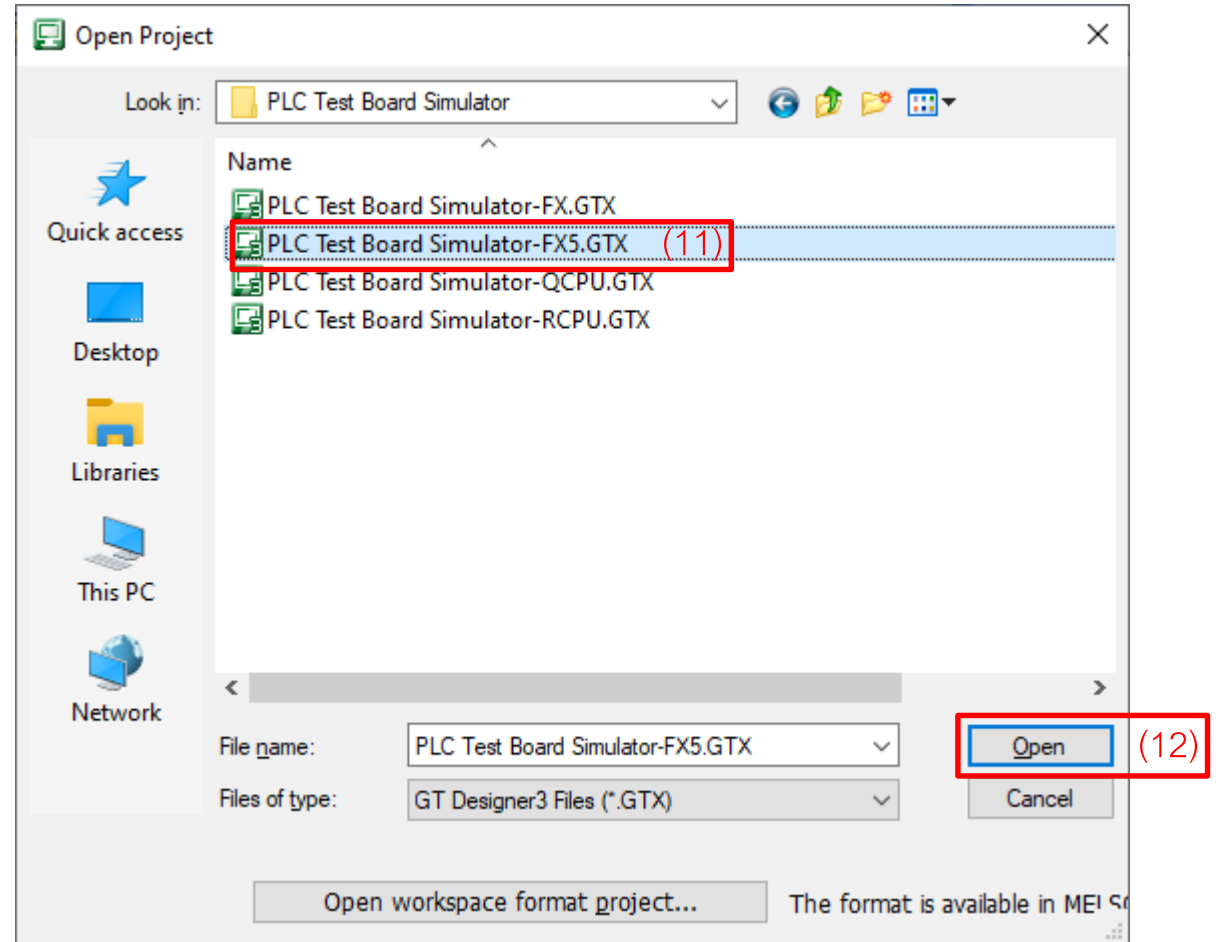 Open Project
Look in: PLC Test Board Simulator
Name
PLC Test Board Simulator-FX.GTX
PLC Test Board Simulator-FX5.GTX (11)
PLC Test Board Simulator-QCPU.GTX
PLC Test Board Simulator-RCPU.GTX
Quick access
Desktop
Libraries
This PC
Network
File name: PLC Test Board Simulator-FX5.GTX Open (12)
Files of type: GT Designer3 Files (*.GTX) Cancel
Open workspace format project... The format is available in